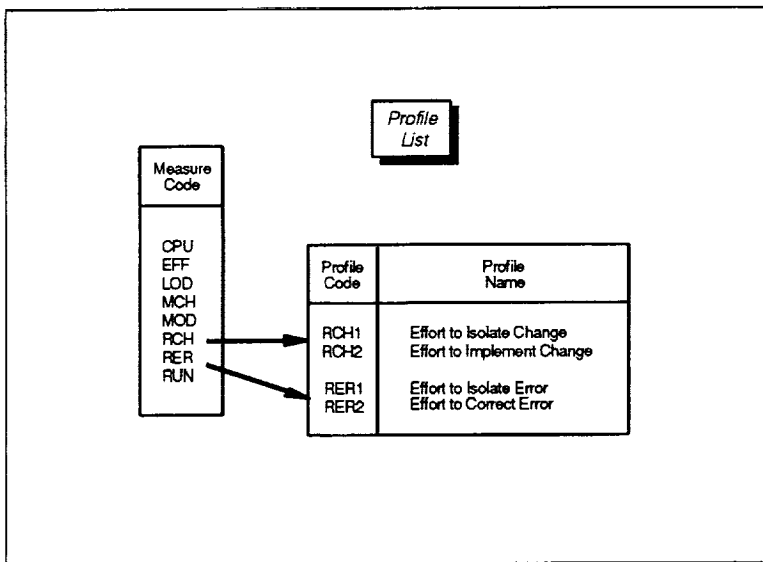 Profile
List
Measure
Code
CPU
EFF
LOD
MCH
MOD
RCH
RER
RUN
Profile
Code
Profile
Name
RCH1 Effort to Isolate Change
RCH2 Effort to Implement Change
RER1 Effort to Isolate Error
RER2 Effort to Correct Error